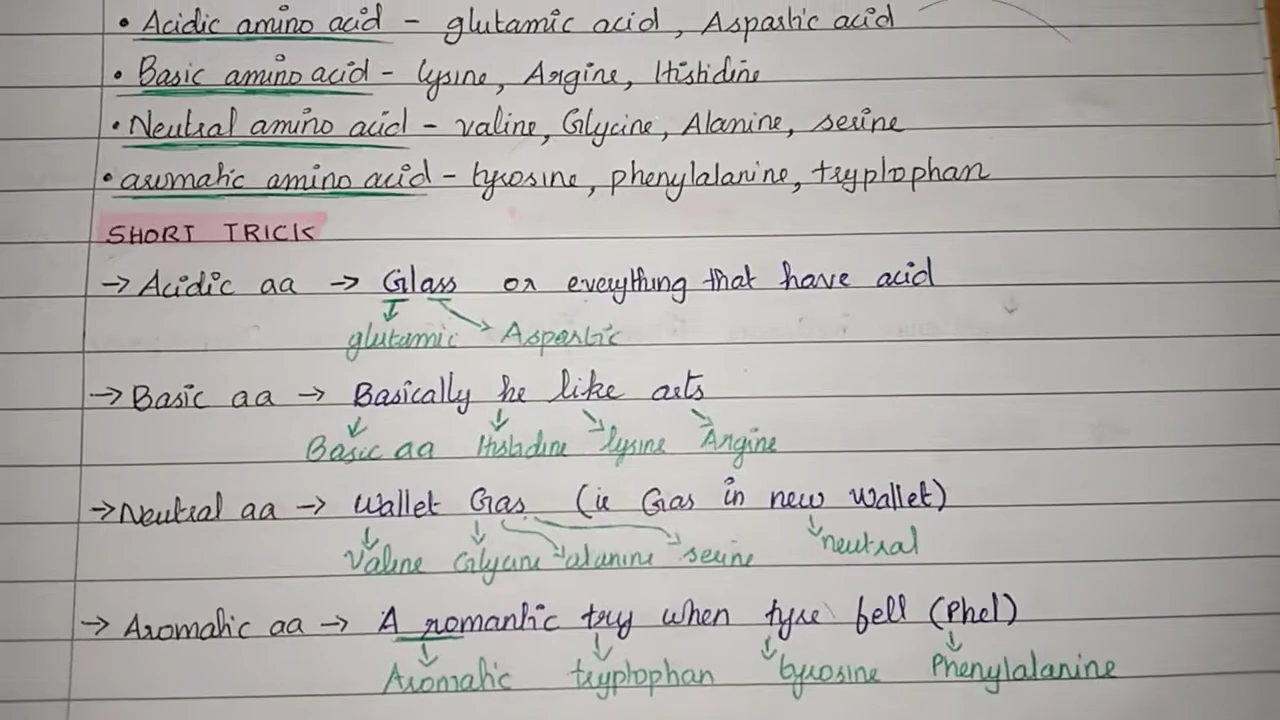 • Acidic amino acid - glutamic acid, Aspartic acid
• Basic amino acid - lysine, Argine, Histidine
• Neutral amino acid - valine, Glycine, Alanine, serine
• aromatic amino acid - tyrosine, phenylalanine, tryptophan
SHORT TRICK
→ Acidic aa → Glass or everything that have acid
glutamic Aspartic
→ Basic aa → Basically he like arts
Basic aa Histidine lysine Argine
→ Neutral aa → Wallet Gas (ie Gas in new wallet)
Valine Glycine alanine serine neutral
→ Aromatic aa → A romantic try when tyre fell (Phel)
Aromatic tryptophan tyrosine Phenylalanine